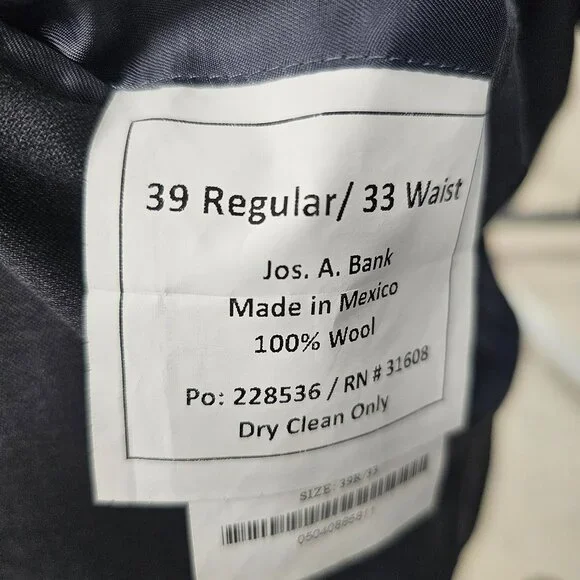 39 Regular/ 33 Waist
Jos. A. Bank
Made in Mexico
100% Wool
Po: 228536 / RN # 31608
Dry Clean Only
SIZE: 39R/33